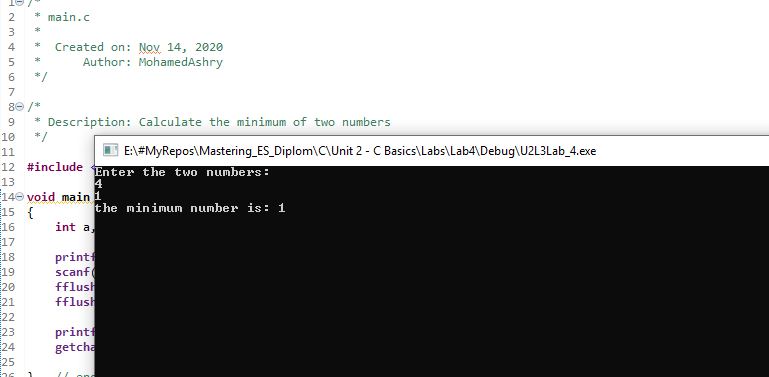 1 /*
2 * main.c
3 *
4 * Created on: Nov 14, 2020
5 * Author: MohamedAshry
6 */
7
8 /*
9 * Description: Calculate the minimum of two numbers
10 */
11
12 #include <
14 void main
15 {
16 int a,
17
18 printf
19 scanf(
20 fflush
21 fflush
22
23 printf
24 getcha
25
26 } //
E:\#MyRepos\Mastering_ES_Diplom\C\Unit 2 - C Basics\Labs\Lab4\Debug\U2L3Lab_4.exe
Enter the two numbers:
4
1
the minimum number is: 1